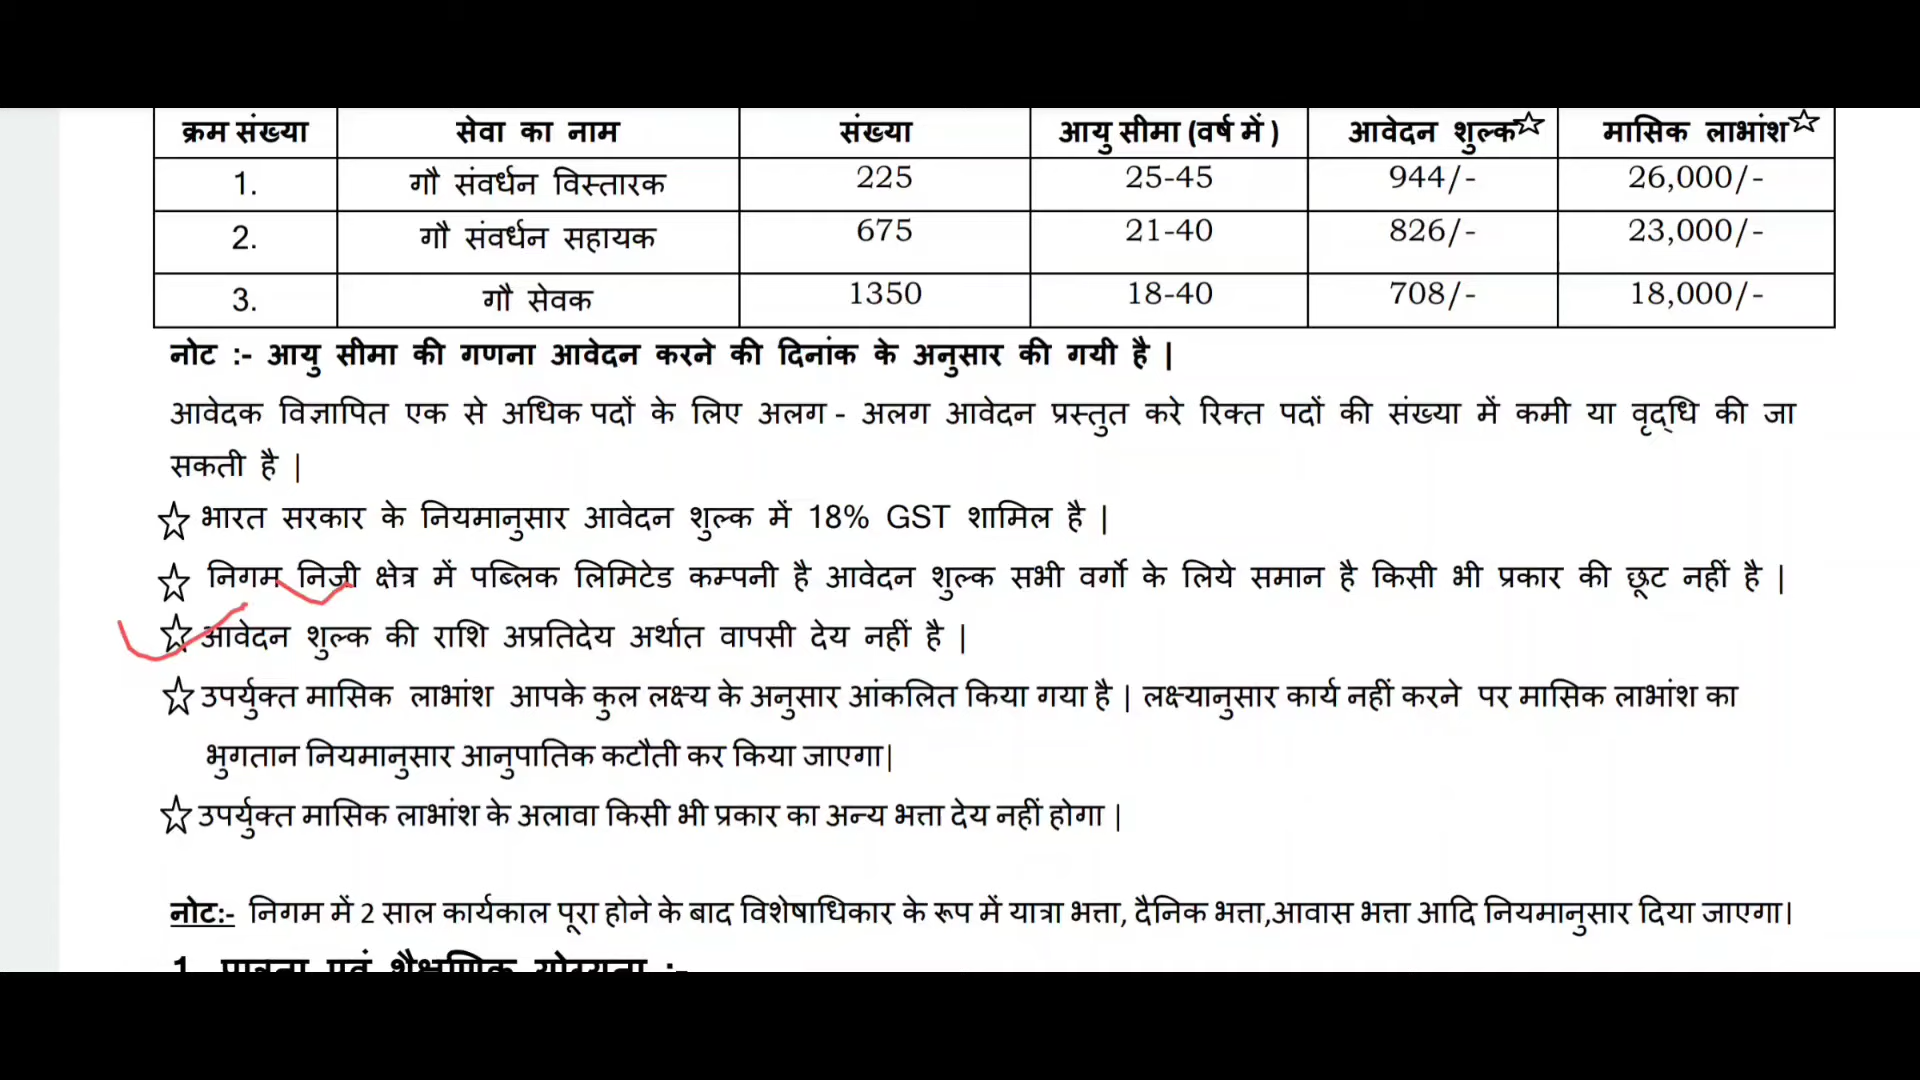 क्रम संख्या सेवा का नाम संख्या आयु सीमा (वर्ष में ) आवेदन शुल्क☆ मासिक लाभांश☆
1. गौ संवर्धन विस्तारक 225 25-45 944/- 26,000/-
2. गौ संवर्धन सहायक 675 21-40 826/- 23,000/-
3. गौ सेवक 1350 18-40 708/- 18,000/-
नोट :- आयु सीमा की गणना आवेदन करने की दिनांक के अनुसार की गयी है |
आवेदक विज्ञापित एक से अधिक पदों के लिए अलग - अलग आवेदन प्रस्तुत करे रिक्त पदों की संख्या में कमी या वृद्धि की जा
सकती है |
☆ भारत सरकार के नियमानुसार आवेदन शुल्क में 18% GST शामिल है |
☆ निगम निजी क्षेत्र में पब्लिक लिमिटेड कम्पनी है आवेदन शुल्क सभी वर्गो के लिये समान है किसी भी प्रकार की छूट नहीं है |
☆ आवेदन शुल्क की राशि अप्रतिदेय अर्थात वापसी देय नहीं है |
☆ उपर्युक्त मासिक लाभांश आपके कुल लक्ष्य के अनुसार आंकलित किया गया है | लक्ष्यानुसार कार्य नहीं करने पर मासिक लाभांश का
भुगतान नियमानुसार आनुपातिक कटौती कर किया जाएगा|
☆ उपर्युक्त मासिक लाभांश के अलावा किसी भी प्रकार का अन्य भत्ता देय नहीं होगा |
नोट:- निगम में 2 साल कार्यकाल पूरा होने के बाद विशेषाधिकार के रूप में यात्रा भत्ता, दैनिक भत्ता,आवास भत्ता आदि नियमानुसार दिया जाएगा।
1. पात्रता एवं शैक्षणिक योग्यता :-